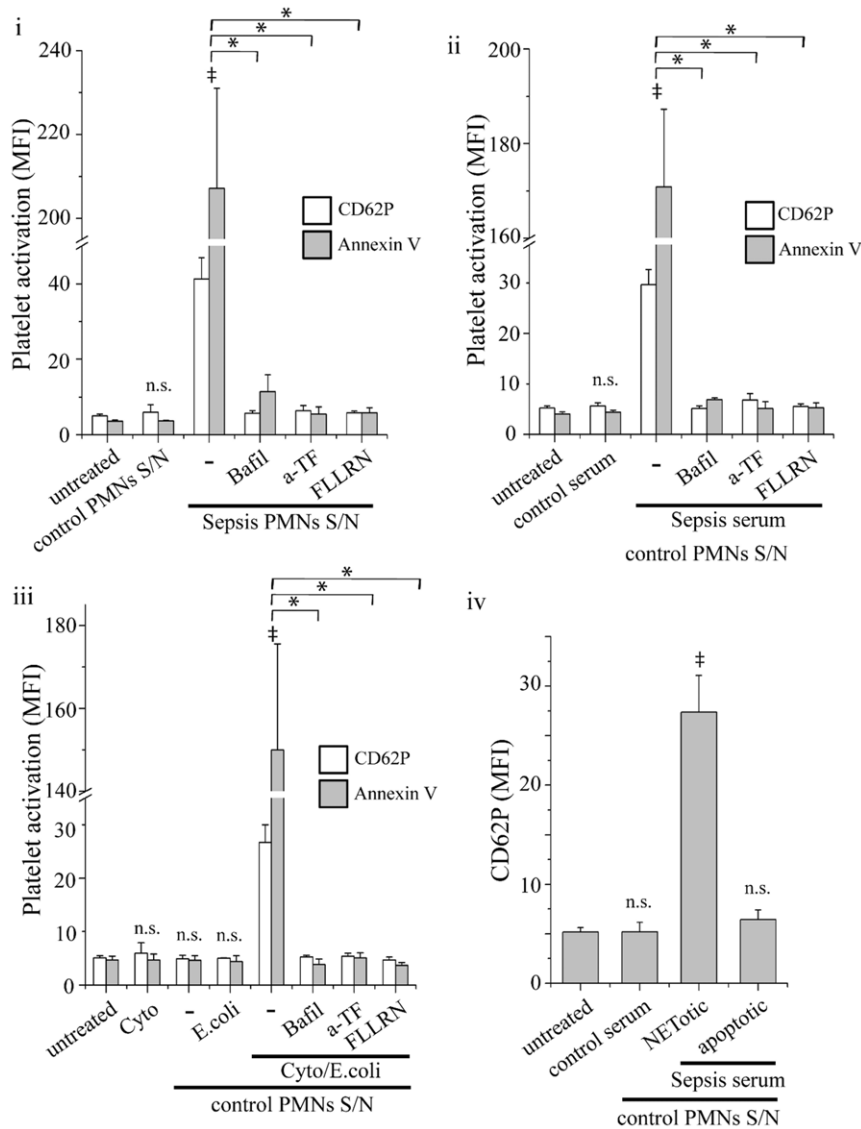 i
*
*
*
‡
n.s.
Platelet activation (MFI)
240
220
200
40
20
0
CD62P
Annexin V
untreated
control PMNs S/N
-
Bafil
a-TF
FLLRN
Sepsis PMNs S/N
ii
*
*
*
‡
n.s.
Platelet activation (MFI)
200
180
160
30
20
10
0
CD62P
Annexin V
untreated
control serum
-
Bafil
a-TF
FLLRN
Sepsis serum
control PMNs S/N
iii
*
*
*
‡
n.s.
n.s.
n.s.
Platelet activation (MFI)
180
160
140
30
20
10
0
CD62P
Annexin V
untreated
Cyto
-
E.coli
-
Bafil
a-TF
FLLRN
Cyto/E.coli
control PMNs S/N
iv
‡
n.s.
n.s.
CD62P (MFI)
30
20
10
0
untreated
control serum
NETotic
apoptotic
Sepsis serum
control PMNs S/N